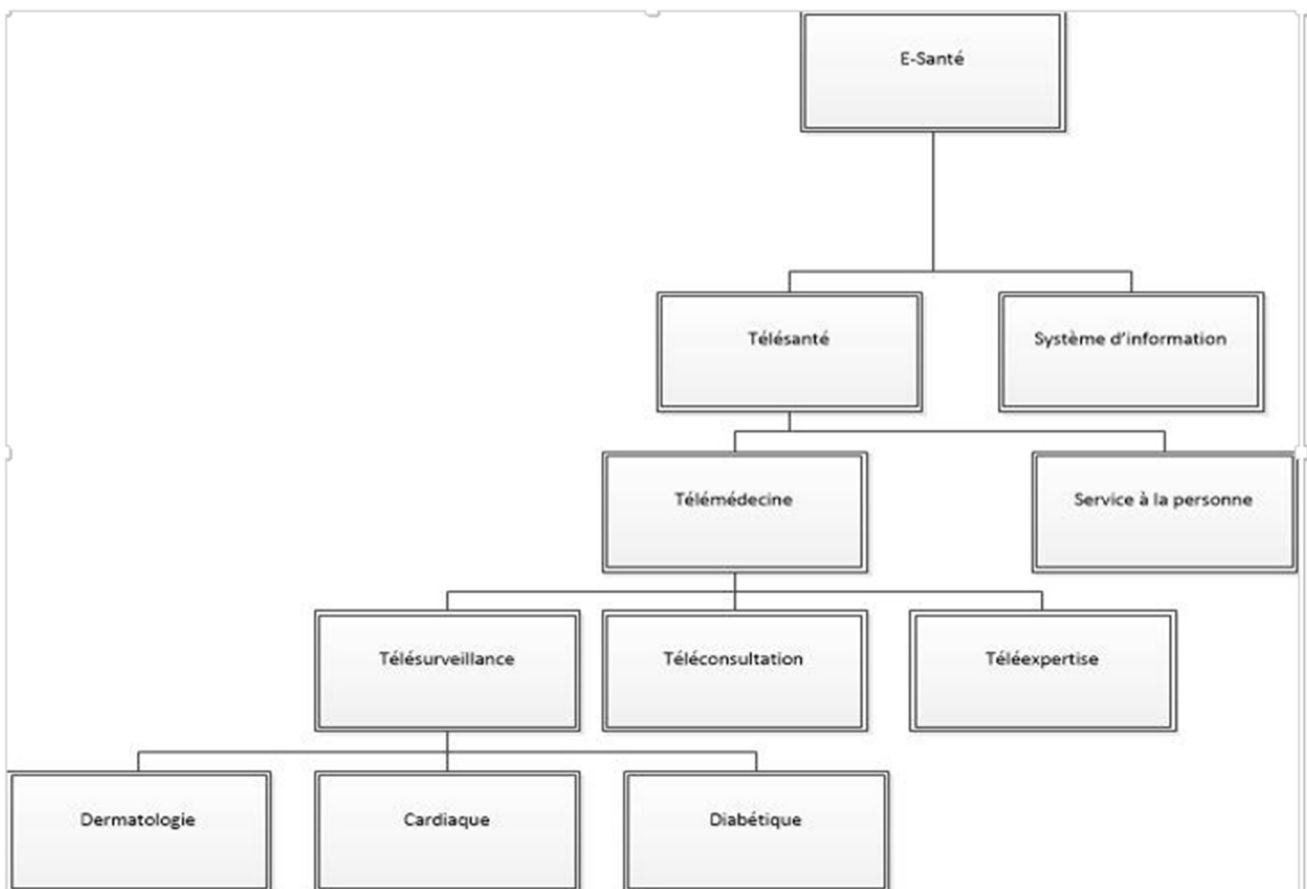 E-Santé
Télésanté
Système d'information
Télémédecine
Service à la personne
Télésurveillance
Téléconsultation
Téléexpertise
Dermatologie
Cardiaque
Diabétique